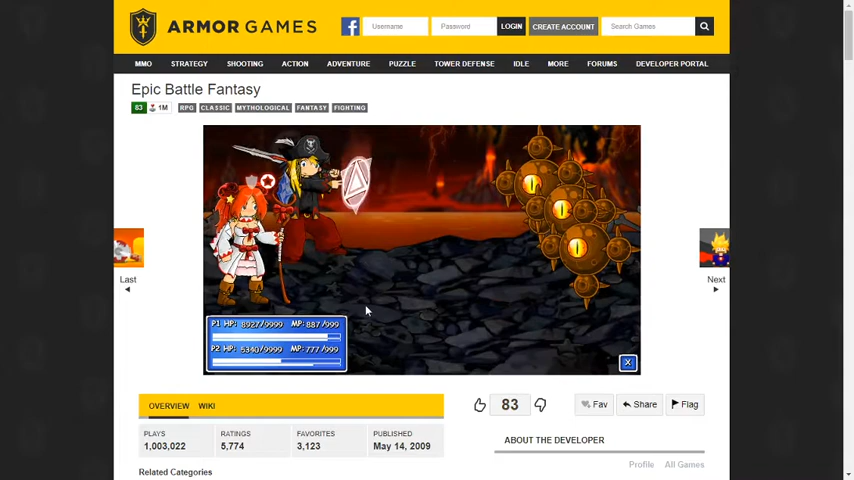 ARMOR GAMES
Username
Password
LOGIN
CREATE ACCOUNT
Search Games
MMO STRATEGY SHOOTING ACTION ADVENTURE PUZZLE TOWER DEFENSE IDLE MORE FORUMS DEVELOPER PORTAL
Epic Battle Fantasy
83 1M RPG CLASSIC MYTHOLOGICAL FANTASY FIGHTING
Last
Next
P1 HP: 8927/9999 MP: 887/999
P2 HP: 5340/9999 MP: 777/999
X
OVERVIEW WIKI
83
Fav
Share
Flag
PLAYS RATINGS FAVORITES PUBLISHED
1,003,022 5,774 3,123 May 14, 2009
Related Categories
ABOUT THE DEVELOPER
Profile All Games